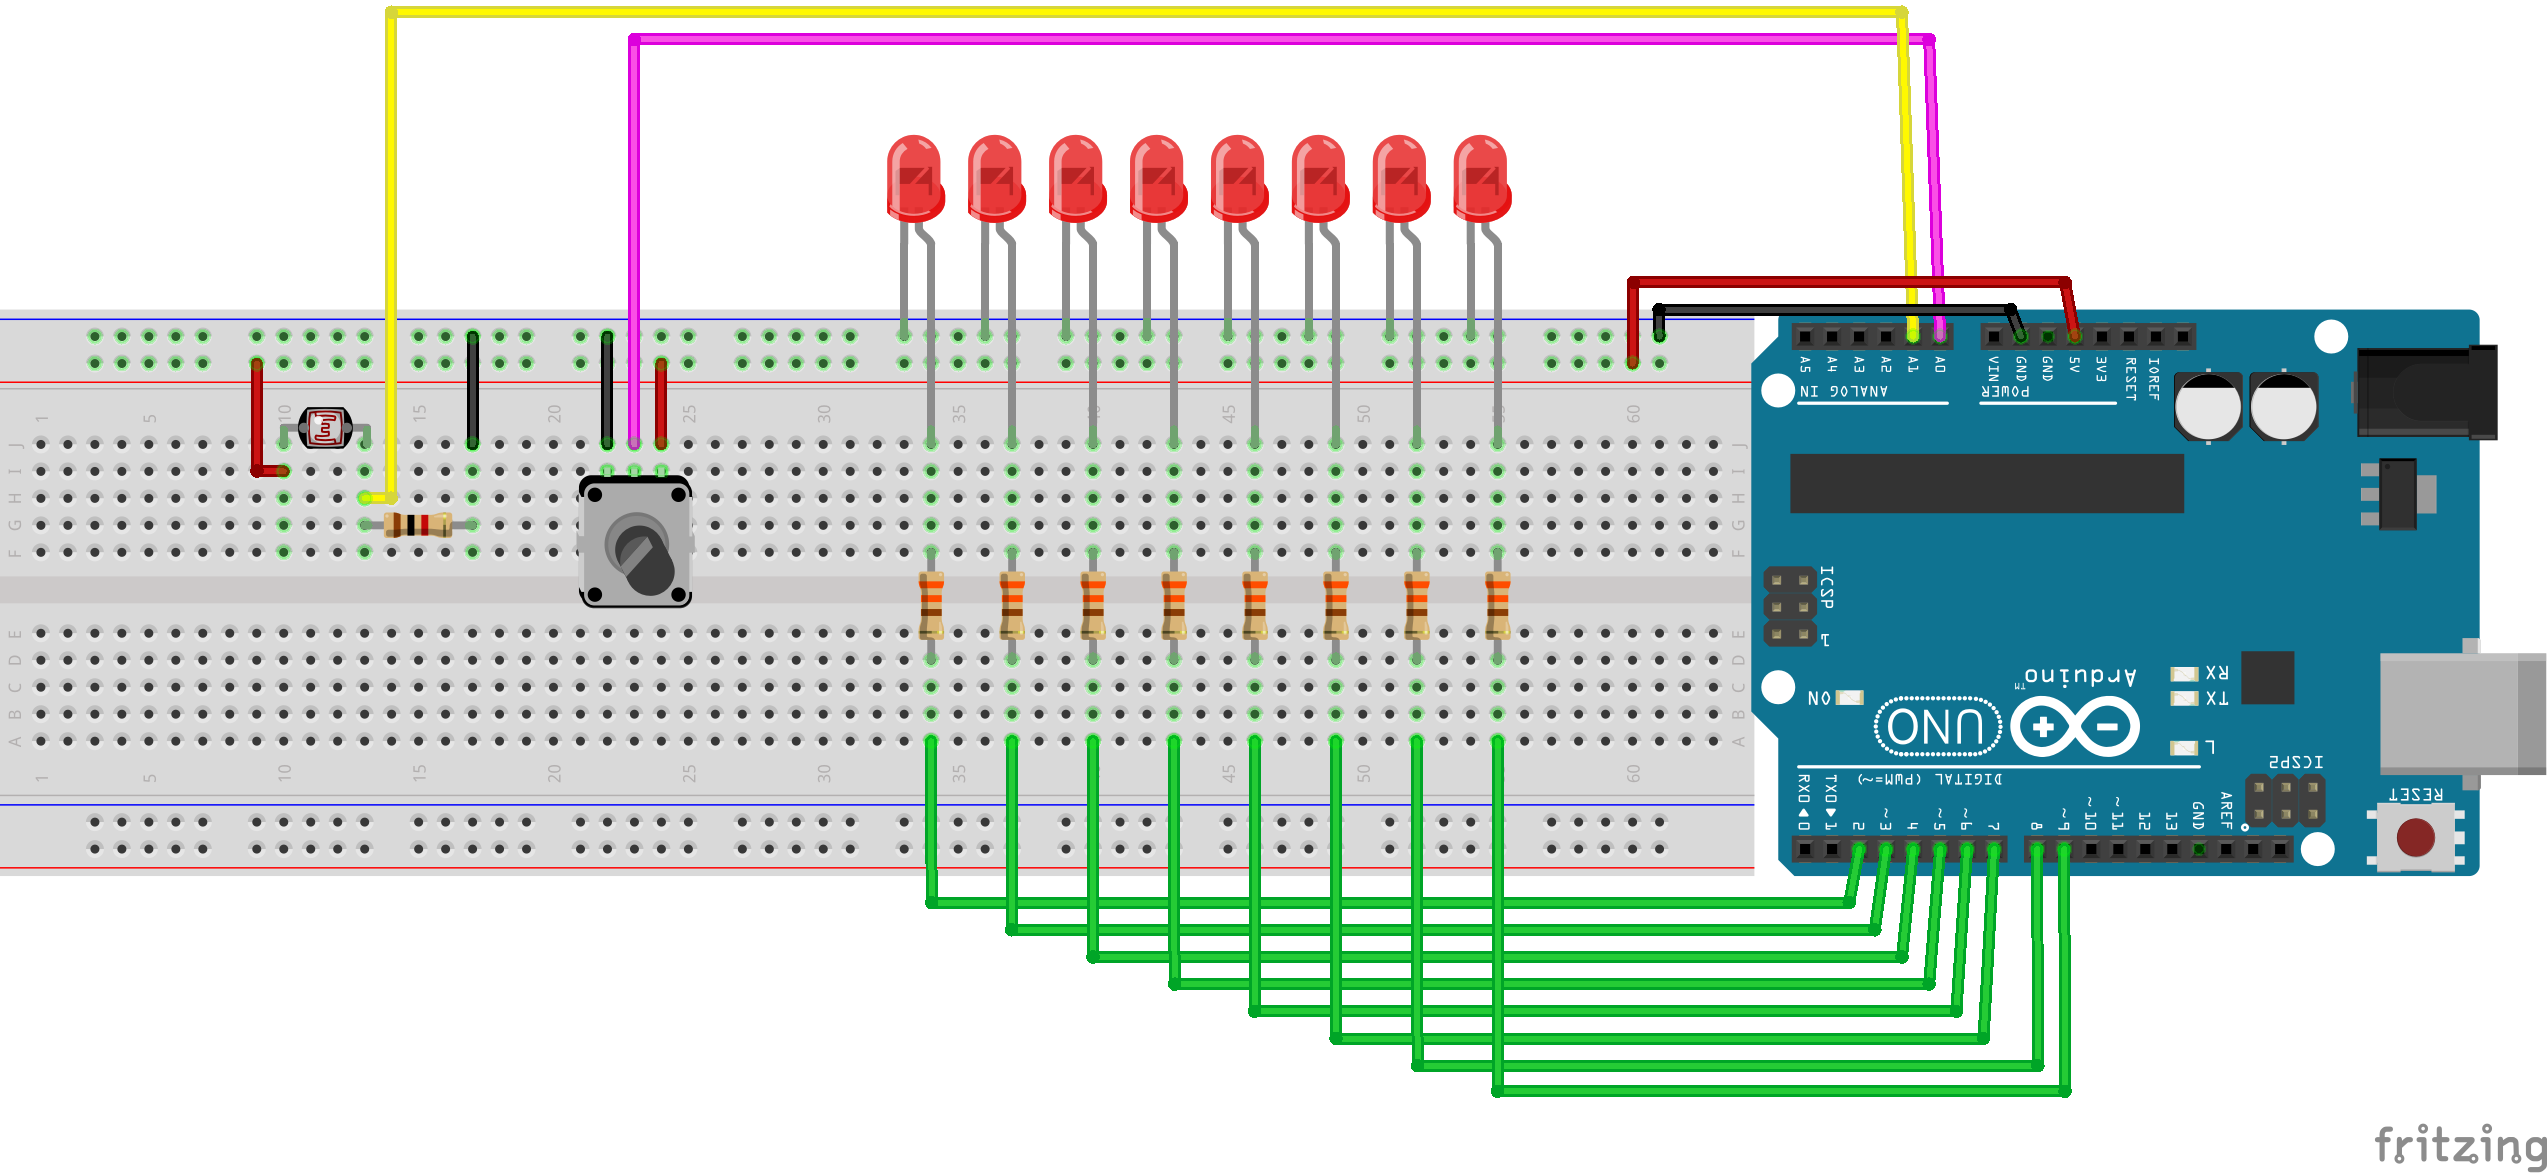 1 5 10 15 20 25 30 35 45 50 60
J
I
H
G
F
E
D
C
B
A
J
I
H
G
F
E
D
C
B
A
1 5 10 15 20 25 30 35 45 50 60
A5 A4 A3 A2 A1 A0
ANALOG IN
VIN GND GND 5V 3V3 RESET IOREF
POWER
ICSP
1
Arduino
TM
UNO
ON
RX
TX
L
ICSP2
RESET
DIGITAL (PWM=~)
RX0 ◀ 0
TX0 ▶ 1
2 ~3 4 ~5 ~6 7 8 ~9 ~10 ~11 12 13 GND AREF
fritzing